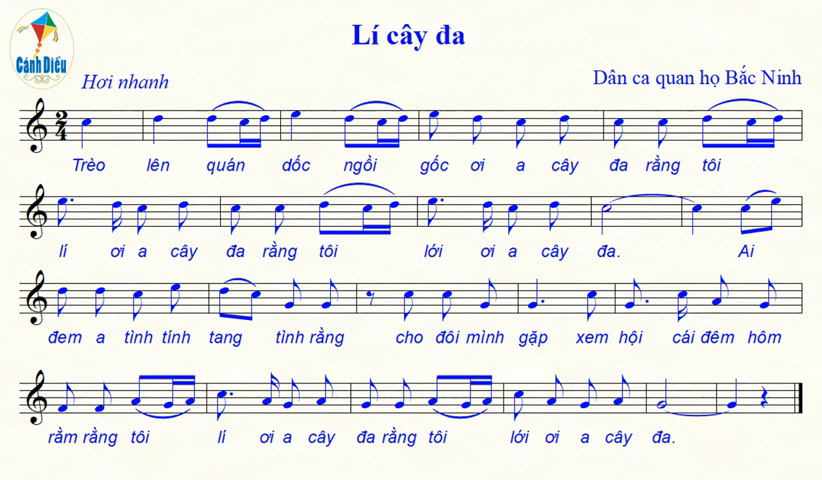 Lí cây đa
Cánh Diều
Hơi nhanh
Dân ca quan họ Bắc Ninh
2
4
Trèo lên quán dốc ngồi gốc ơi a cây đa rằng tôi
lí ơi a cây đa rằng tôi lới ơi a cây đa. Ai
đem a tình tính tang tình rằng cho đôi mình gặp xem hội cái đêm hôm
rằm rằng tôi lí ơi a cây đa rằng tôi lới ơi a cây đa.